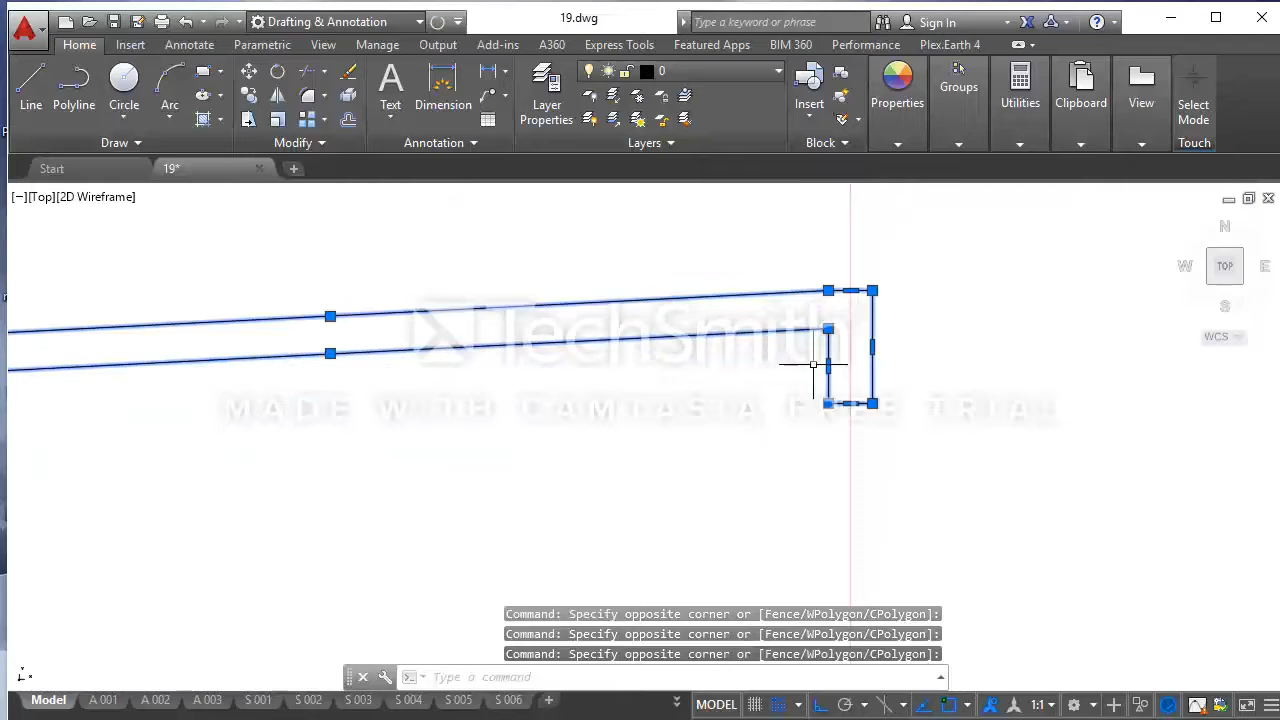 Drafting & Annotation
19.dwg
Type a keyword or phrase
Sign In
Home Insert Annotate Parametric View Manage Output Add-ins A360 Express Tools Featured Apps BIM 360 Performance Plex.Earth 4
0
Line Polyline Circle Arc
Text Dimension
Layer Properties
Insert
Properties
Groups
Utilities
Clipboard
View
Select Mode
Draw Modify Annotation Layers Block Touch
Start 19*
[−][Top][2D Wireframe]
N
W TOP E
S
WCS
TechSmith
MADE WITH CAMTASIA FREE TRIAL
Command: Specify opposite corner or [Fence/WPolygon/CPolygon]:
Command: Specify opposite corner or [Fence/WPolygon/CPolygon]:
Command: Specify opposite corner or [Fence/WPolygon/CPolygon]:
Type a command
Model A 001 A 002 A 003 S 001 S 002 S 003 S 004 S 005 S 006
MODEL 1:1